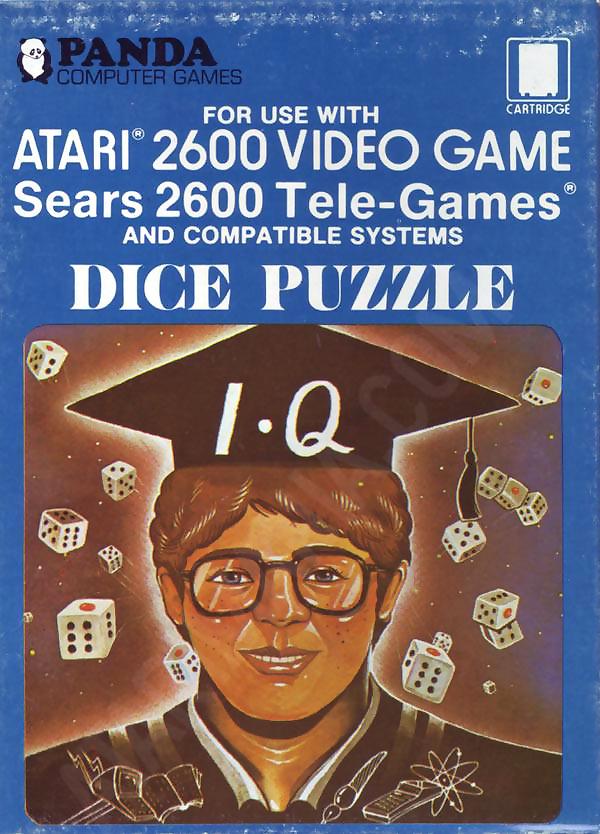 PANDA
COMPUTER GAMES
CARTRIDGE
FOR USE WITH
ATARI® 2600 VIDEO GAME
Sears 2600 Tele-Games®
AND COMPATIBLE SYSTEMS
DICE PUZZLE
I·Q